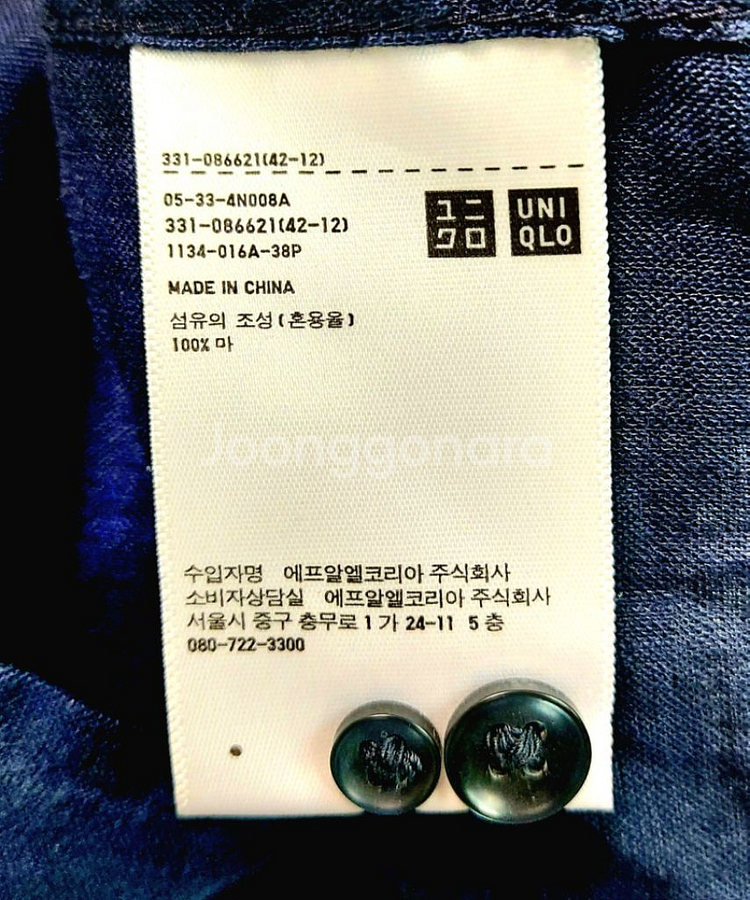 331-086621(42-12)
05-33-4N008A
331-086621(42-12)
1134-016A-38P
ユニ
クロ
UNI
QLO
MADE IN CHINA
섬유의 조성(혼용율)
100% 마
Joonggonara
수입자명 에프알엘코리아 주식회사
소비자상담실 에프알엘코리아 주식회사
서울시 중구 충무로 1 가 24-11 5 층
080-722-3300